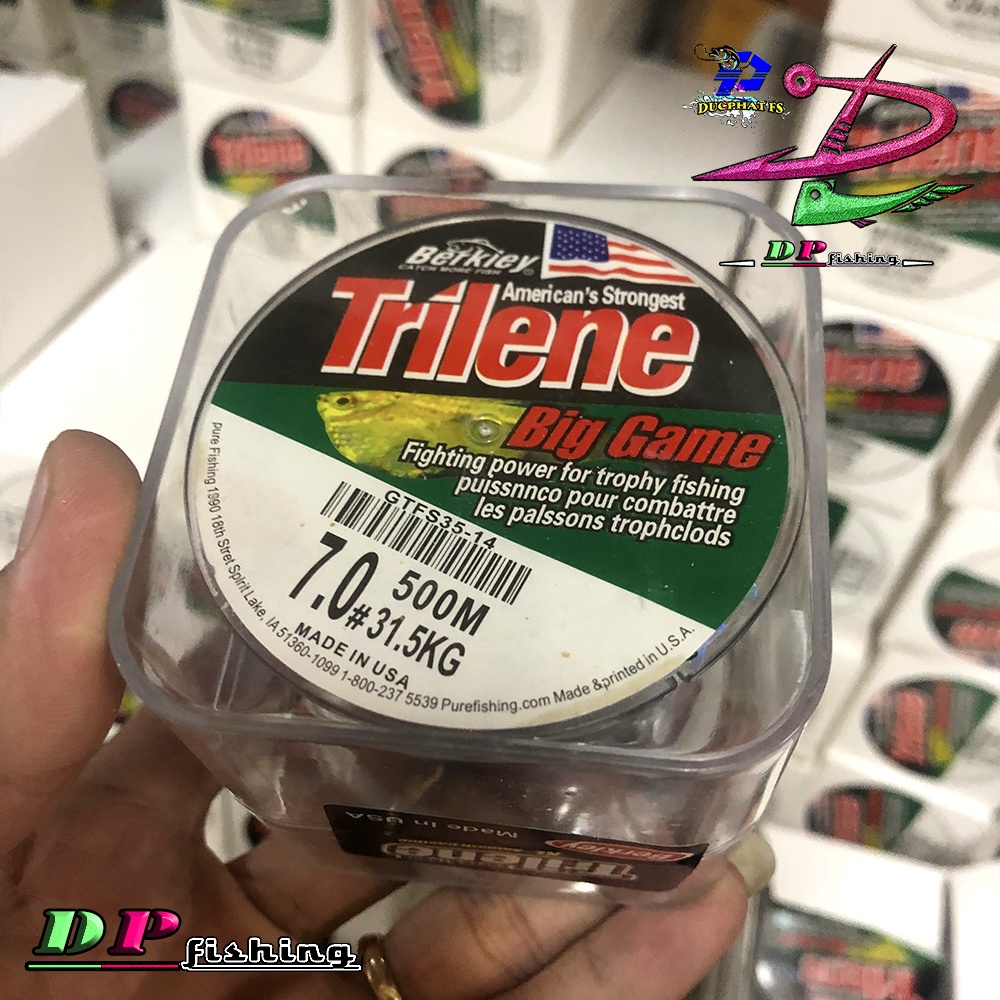 DUCPHAT FS
DP fishing
Berkley
CATCH MORE FISH
American's Strongest
Trilene
Big Game
Fighting power for trophy fishing
puissnnco pour combattre
les palssons trophclods
GTFS35-14
500M
7.0# 31.5KG
MADE IN USA
Pure Fishing 1990 18th Stret Spirit Lake, IA 51360-1099 1-800-237 5539 Purefishing.com Made &printed in U.S.A.
Made in USA
Berkley
Trilene
DP fishing
Trilene